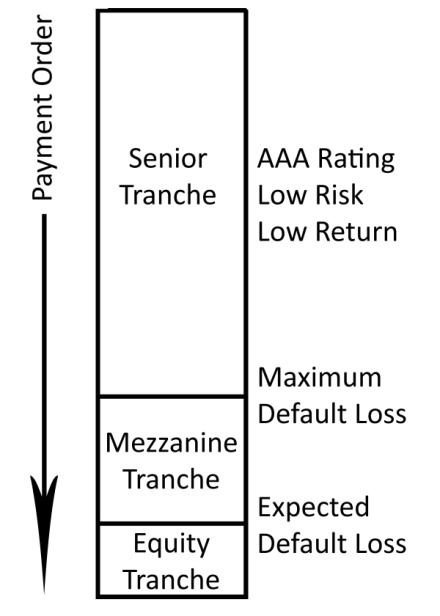 Payment Order
Senior
Tranche
AAA Rating
Low Risk
Low Return
Maximum
Default Loss
Mezzanine
Tranche
Expected
Default Loss
Equity
Tranche